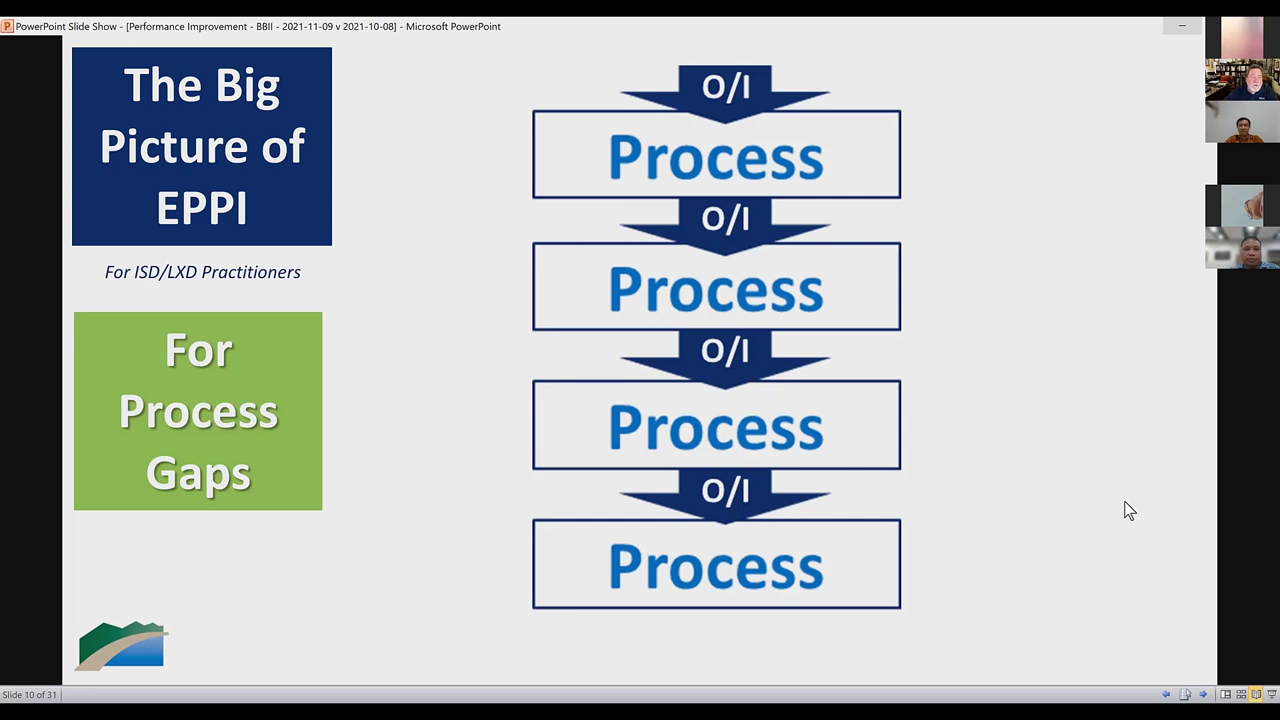 PowerPoint Slide Show - [Performance Improvement - BBII - 2021-11-09 v 2021-10-08] - Microsoft PowerPoint
The Big
Picture of
EPPI
For ISD/LXD Practitioners
For
Process
Gaps
O/I
Process
O/I
Process
O/I
Process
O/I
Process
Slide 10 of 31